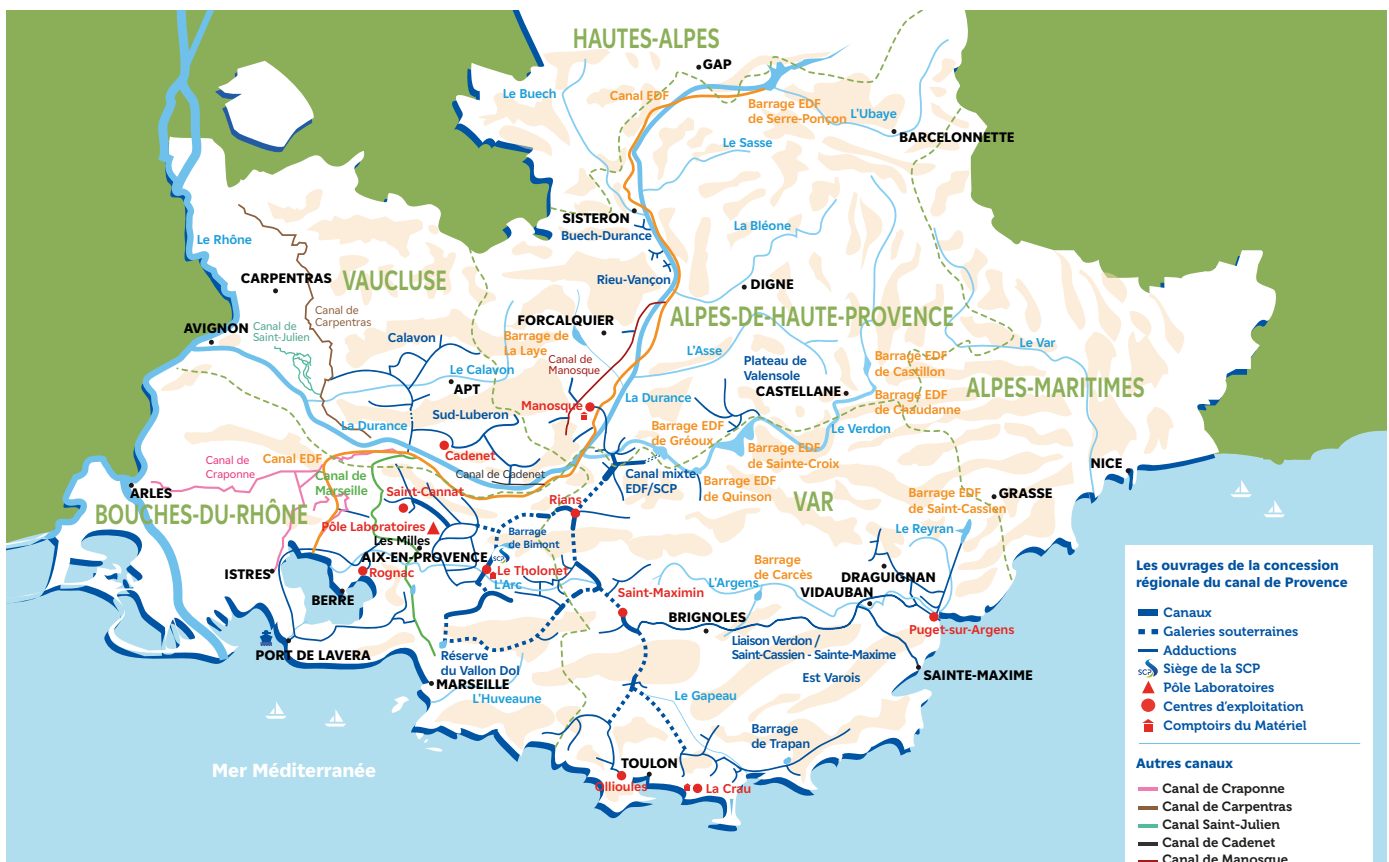 HAUTES-ALPES
GAP
Le Buech
Canal EDF
Barrage EDF
de Serre-Ponçon
L'Ubaye
BARCELONNETTE
Le Sasse
SISTERON
Buech-Durance
La Bléone
Le Rhône
Rieu-Vançon
CARPENTRAS
VAUCLUSE
DIGNE
Canal de
Carpentras
FORCALQUIER
ALPES-DE-HAUTE-PROVENCE
AVIGNON
Canal de
Saint-Julien
Calavon
Barrage de
La Laye
Canal de
Manosque
L'Asse
Le Var
Plateau de
Valensole
Barrage EDF
de Castillon
Le Calavon
APT
CASTELLANE
ALPES-MARITIMES
Barrage EDF
de Chaudanne
Manosque
La Durance
Sud-Luberon
La Durance
Barrage EDF
de Gréoux
Le Verdon
Cadenet
Canal EDF
Canal de
Craponne
Barrage EDF
de Sainte-Croix
NICE
Canal de
Marseille
Canal de Cadenet
Canal mixte
EDF/SCP
Barrage EDF
de Quinson
ARLES
Saint-Cannat
Rians
VAR
Barrage EDF
de Saint-Cassien
GRASSE
BOUCHES-DU-RHÔNE
Pôle Laboratoires
Les Milles
Barrage
de Bimont
Le Reyran
AIX-EN-PROVENCE
SCP
ISTRES
Rognac
Le Tholonet
L'Arc
Barrage
de Carcès
L'Argens
DRAGUIGNAN
VIDAUBAN
BERRE
Saint-Maximin
BRIGNOLES
Puget-sur-Argens
Liaison Verdon /
Saint-Cassien - Sainte-Maxime
PORT DE LAVERA
Réserve
du Vallon Dol
Est Varois
SAINTE-MAXIME
MARSEILLE
L'Huveaune
Le Gapeau
Barrage
de Trapan
Mer Méditerranée
TOULON
Ollioules
La Crau
Les ouvrages de la concession
régionale du canal de Provence
Canaux
Galeries souterraines
Adductions
SCP Siège de la SCP
Pôle Laboratoires
Centres d'exploitation
Comptoirs du Matériel
Autres canaux
Canal de Craponne
Canal de Carpentras
Canal Saint-Julien
Canal de Cadenet
Canal de Manosque